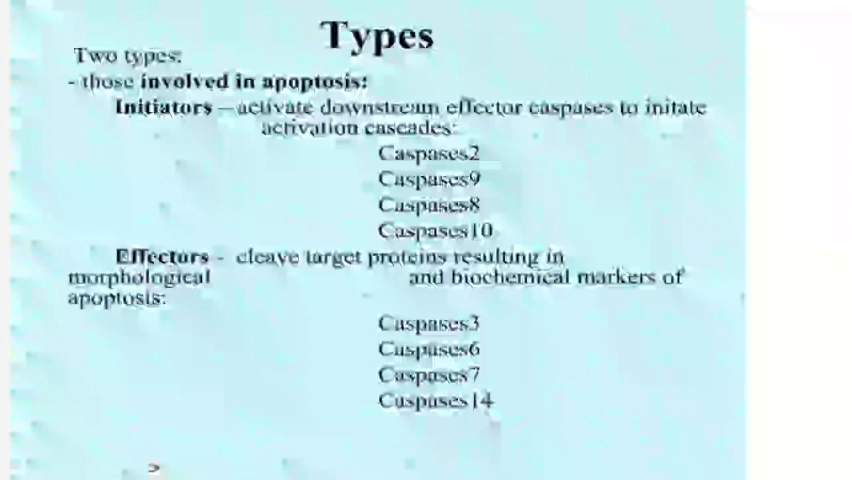 Types
Two types:
- those involved in apoptosis:
Initiators – activate downstream effector caspases to initate
activation cascades:
Caspases2
Caspases9
Caspases8
Caspases10
Effectors - cleave target proteins resulting in
morphological and biochemical markers of
apoptosis:
Caspases3
Caspases6
Caspases7
Caspases14
>